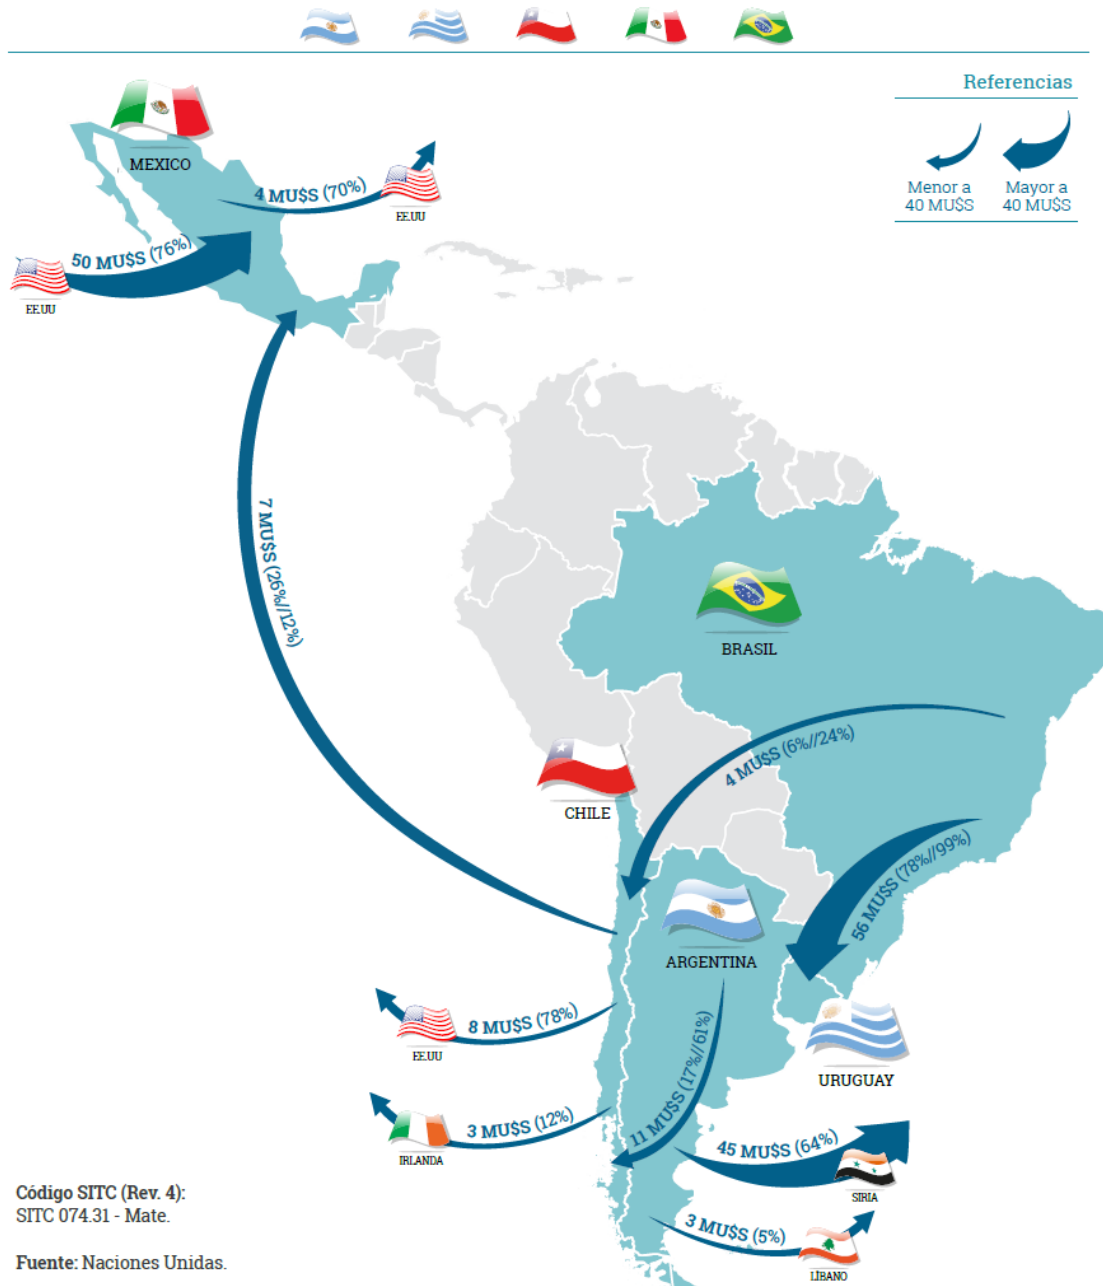 Referencias
Menor a
40 MU$S
Mayor a
40 MU$S
MEXICO
4 MU$S (70%)
EE.UU
50 MU$S (76%)
EE.UU
7 MU$S (26%//12%)
BRASIL
4 MU$S (6%//24%)
CHILE
56 MU$S (78%//99%)
ARGENTINA
8 MU$S (78%)
EE.UU
URUGUAY
11 MU$S (17%//61%)
3 MU$S (12%)
IRLANDA
45 MU$S (64%)
SIRIA
3 MU$S (5%)
LÍBANO
Código SITC (Rev. 4):
SITC 074.31 - Mate.
Fuente: Naciones Unidas.